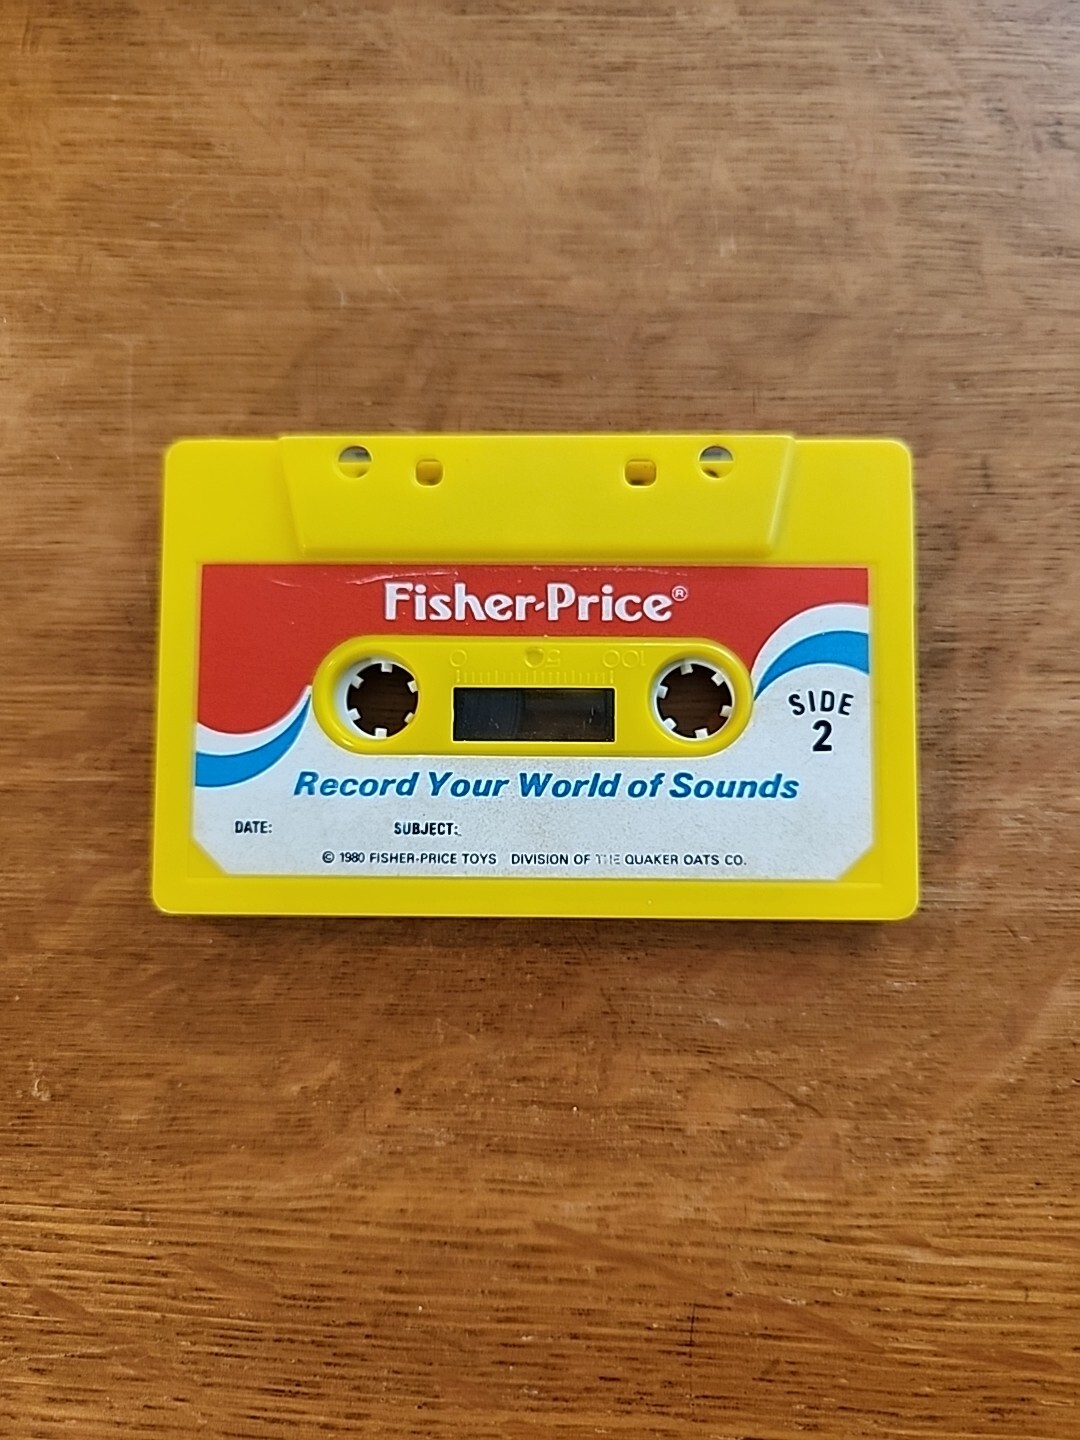 Fisher-Price®
0 50 100
SIDE
2
Record Your World of Sounds
DATE: SUBJECT:
© 1980 FISHER-PRICE TOYS DIVISION OF THE QUAKER OATS CO.